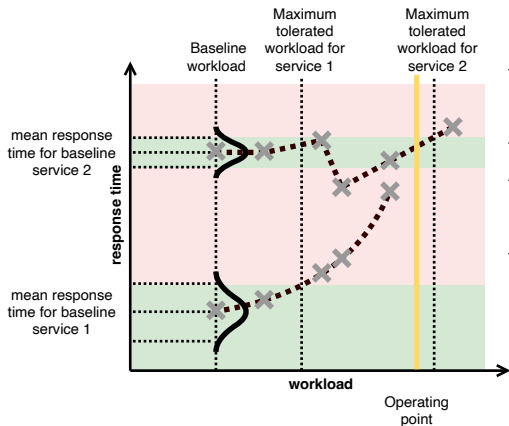 Maximum
tolerated
workload for
service 1
Maximum
tolerated
workload for
service 2
Baseline
workload
mean response
time for baseline
service 2
response time
mean response
time for baseline
service 1
workload
Operating
point